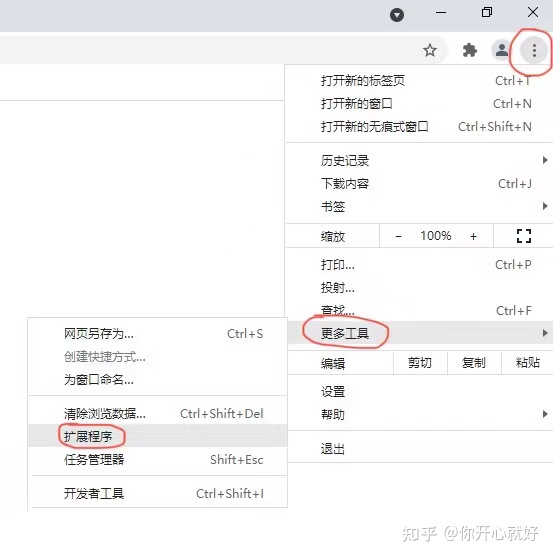 打开新的标签页 Ctrl+T
打开新的窗口 Ctrl+N
打开新的无痕式窗口 Ctrl+Shift+N
历史记录
下载内容 Ctrl+J
书签
缩放 - 100% +
打印... Ctrl+P
投射...
查找... Ctrl+F
更多工具
编辑 剪切 复制 粘贴
设置
帮助
退出
网页另存为... Ctrl+S
创建快捷方式...
为窗口命名...
清除浏览数据... Ctrl+Shift+Del
扩展程序
任务管理器 Shift+Esc
开发者工具 Ctrl+Shift+I
知乎 @你开心就好